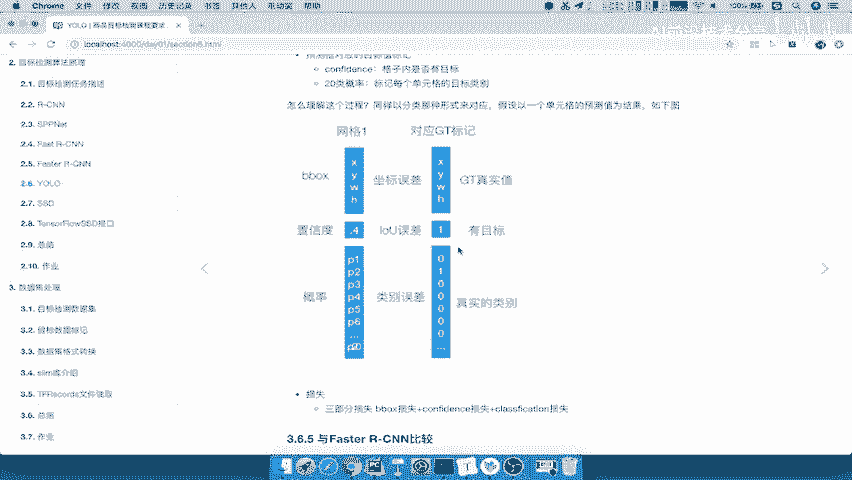 Chrome 文件 修改 视图 历史记录 书签 其他人 标签页 窗口 帮助
localhost:4000/day01/section6.html
2. 目标检测算法原理
2.1. 目标检测任务描述
2.2. R-CNN
2.3. SPPNet
2.4. Fast R-CNN
2.5. Faster R-CNN
2.6. YOLO
2.7. SSD
2.8. TensorFlowSSD接口
2.9. 总结
2.10. 作业
3. 数据集处理
3.1. 目标检测数据集
3.2. 目标数据标记
3.3. 数据集格式转换
3.4. slim库介绍
3.5. TFRecords文件读取
3.6. 总结
3.7. 作业
confidence：格子内是否有目标
20类概率：标记每个单元格的目标类别
怎么理解这个过程？同样以分类那种形式来对应，假设以一个单元格的预测值为结果，如下图
网格1 对应GT标记
bbox x y w h 坐标误差 x y w h GT真实值
置信度 .4 IoU误差 1 有目标
概率 p1 p2 p3 p4 p5 p6 ... 类别误差 0 1 0 0 0 0 0 ... 真实的类别
损失
三部分损失 bbox损失+confidence损失+classfication损失
3.6.5 与Faster R-CNN比较